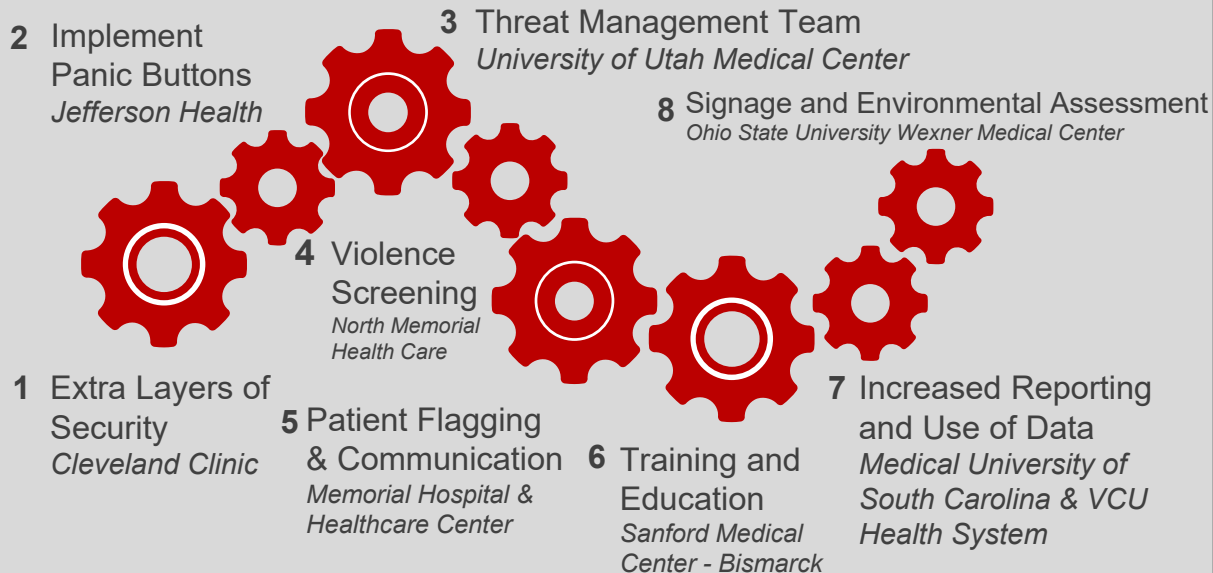 1 Extra Layers of
Security
Cleveland Clinic
2 Implement
Panic Buttons
Jefferson Health
3 Threat Management Team
University of Utah Medical Center
4 Violence
Screening
North Memorial
Health Care
5 Patient Flagging
& Communication
Memorial Hospital &
Healthcare Center
6 Training and
Education
Sanford Medical
Center - Bismarck
7 Increased Reporting
and Use of Data
Medical University of
South Carolina & VCU
Health System
8 Signage and Environmental Assessment
Ohio State University Wexner Medical Center